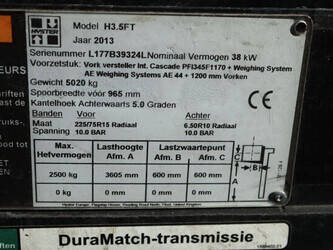 HYSTER
Model H3.5FT
Jaar 2013
Serienummer L177B39324L Nominaal Vermogen 38 kW
Voorzetstuk: Vork versteller Int. Cascade PFI345F1170 + Weighing System
AE Weighing Systems AE 44 + 1200 mm Vorken
Gewicht 5020 kg
Spoorbreedte vóór 965 mm
Kantelhoek Achterwaarts 5.0 Graden
Banden Voor Achter
Maat 225/75R15 Radiaal 6.50R10 Radiaal
Spanning 10.0 BAR 10.0 BAR
Max. Hefvermogen Lasthoogte Afm. A Lastzwaartepunt Afm. B Afm. C
2500 kg 3605 mm 600 mm 600 mm
0 kg 0 mm 0 mm 0 mm
EURS
DuraMatch-transmissie